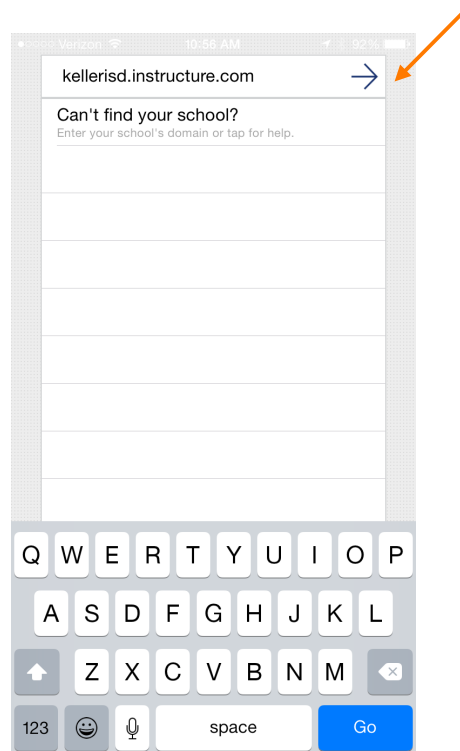 Verizon 10:56 AM 92%
kellerisd.instructure.com
Can't find your school?
Enter your school's domain or tap for help.
Q W E R T Y U I O P
A S D F G H J K L
Z X C V B N M
123 space Go